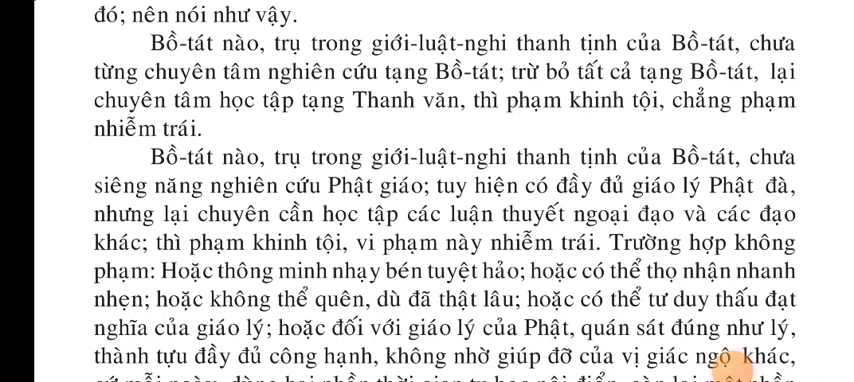 đó; nên nói như vậy.
Bồ-tát nào, trụ trong giới-luật-nghi thanh tịnh của Bồ-tát, chưa
từng chuyên tâm nghiên cứu tạng Bồ-tát; trừ bỏ tất cả tạng Bồ-tát, lại
chuyên tâm học tập tạng Thanh văn, thì phạm khinh tội, chẳng phạm
nhiễm trái.
Bồ-tát nào, trụ trong giới-luật-nghi thanh tịnh của Bồ-tát, chưa
siêng năng nghiên cứu Phật giáo; tuy hiện có đầy đủ giáo lý Phật đà,
nhưng lại chuyên cần học tập các luận thuyết ngoại đạo và các đạo
khác; thì phạm khinh tội, vi phạm này nhiễm trái. Trường hợp không
phạm: Hoặc thông minh nhạy bén tuyệt hảo; hoặc có thể thọ nhận nhanh
nhẹn; hoặc không thể quên, dù đã thật lâu; hoặc có thể tư duy thấu đạt
nghĩa của giáo lý; hoặc đối với giáo lý của Phật, quán sát đúng như lý,
thành tựu đầy đủ công hạnh, không nhờ giúp đỡ của vị giác ngộ khác,